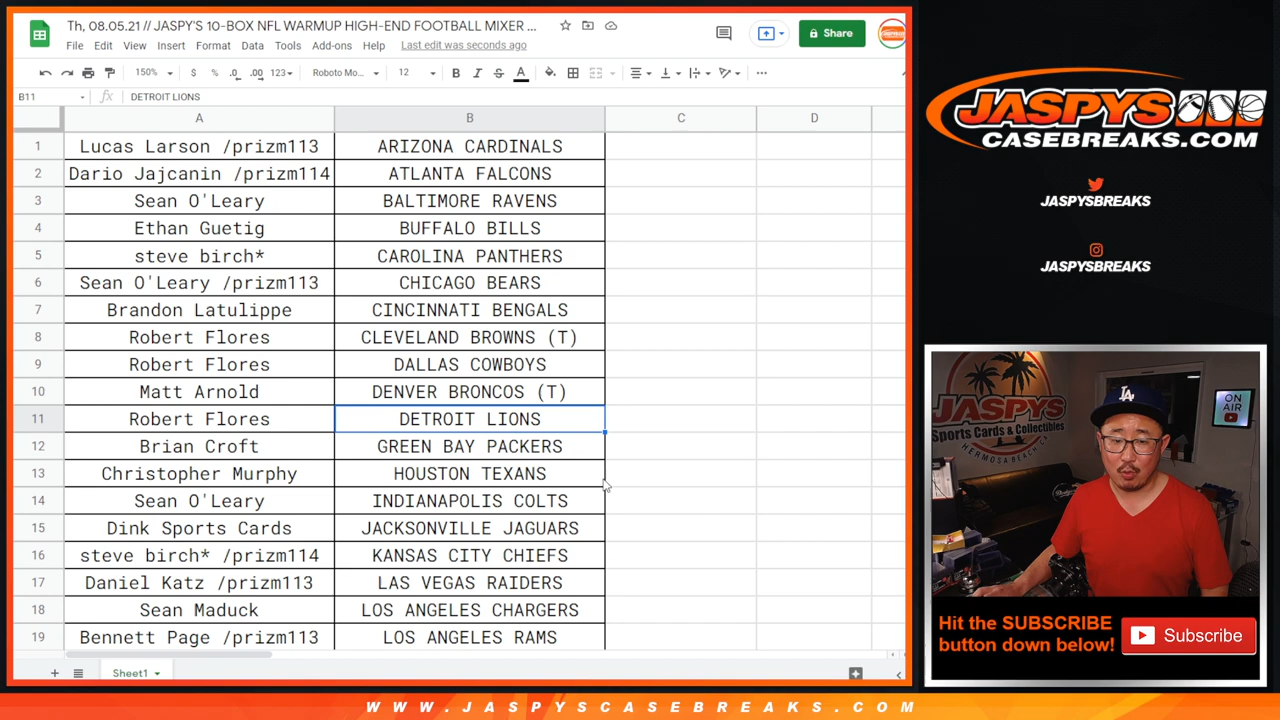 Th, 08.05.21 // JASPY'S 10-BOX NFL WARMUP HIGH-END FOOTBALL MIXER ...
File Edit View Insert Format Data Tools Add-ons Help Last edit was seconds ago
Share
150% $ % .0 .00 123 Roboto Mo... 12 B I S A
B11 fx DETROIT LIONS
A B C D
1 Lucas Larson /prizm113 ARIZONA CARDINALS
2 Dario Jajcanin /prizm114 ATLANTA FALCONS
3 Sean O'Leary BALTIMORE RAVENS
4 Ethan Guetig BUFFALO BILLS
5 steve birch* CAROLINA PANTHERS
6 Sean O'Leary /prizm113 CHICAGO BEARS
7 Brandon Latulippe CINCINNATI BENGALS
8 Robert Flores CLEVELAND BROWNS (T)
9 Robert Flores DALLAS COWBOYS
10 Matt Arnold DENVER BRONCOS (T)
11 Robert Flores DETROIT LIONS
12 Brian Croft GREEN BAY PACKERS
13 Christopher Murphy HOUSTON TEXANS
14 Sean O'Leary INDIANAPOLIS COLTS
15 Dink Sports Cards JACKSONVILLE JAGUARS
16 steve birch* /prizm114 KANSAS CITY CHIEFS
17 Daniel Katz /prizm113 LAS VEGAS RAIDERS
18 Sean Maduck LOS ANGELES CHARGERS
19 Bennett Page /prizm113 LOS ANGELES RAMS
Sheet1
JASPYS
CASEBREAKS.COM
JASPYSBREAKS
JASPYSBREAKS
JASPYS
Sports Cards & Collectibles
HERMOSA BEACH CA
LA
ON AIR
Dodgers
Hit the SUBSCRIBE
button down below!
Subscribe
WWW.JASPYSCASEBREAKS.COM